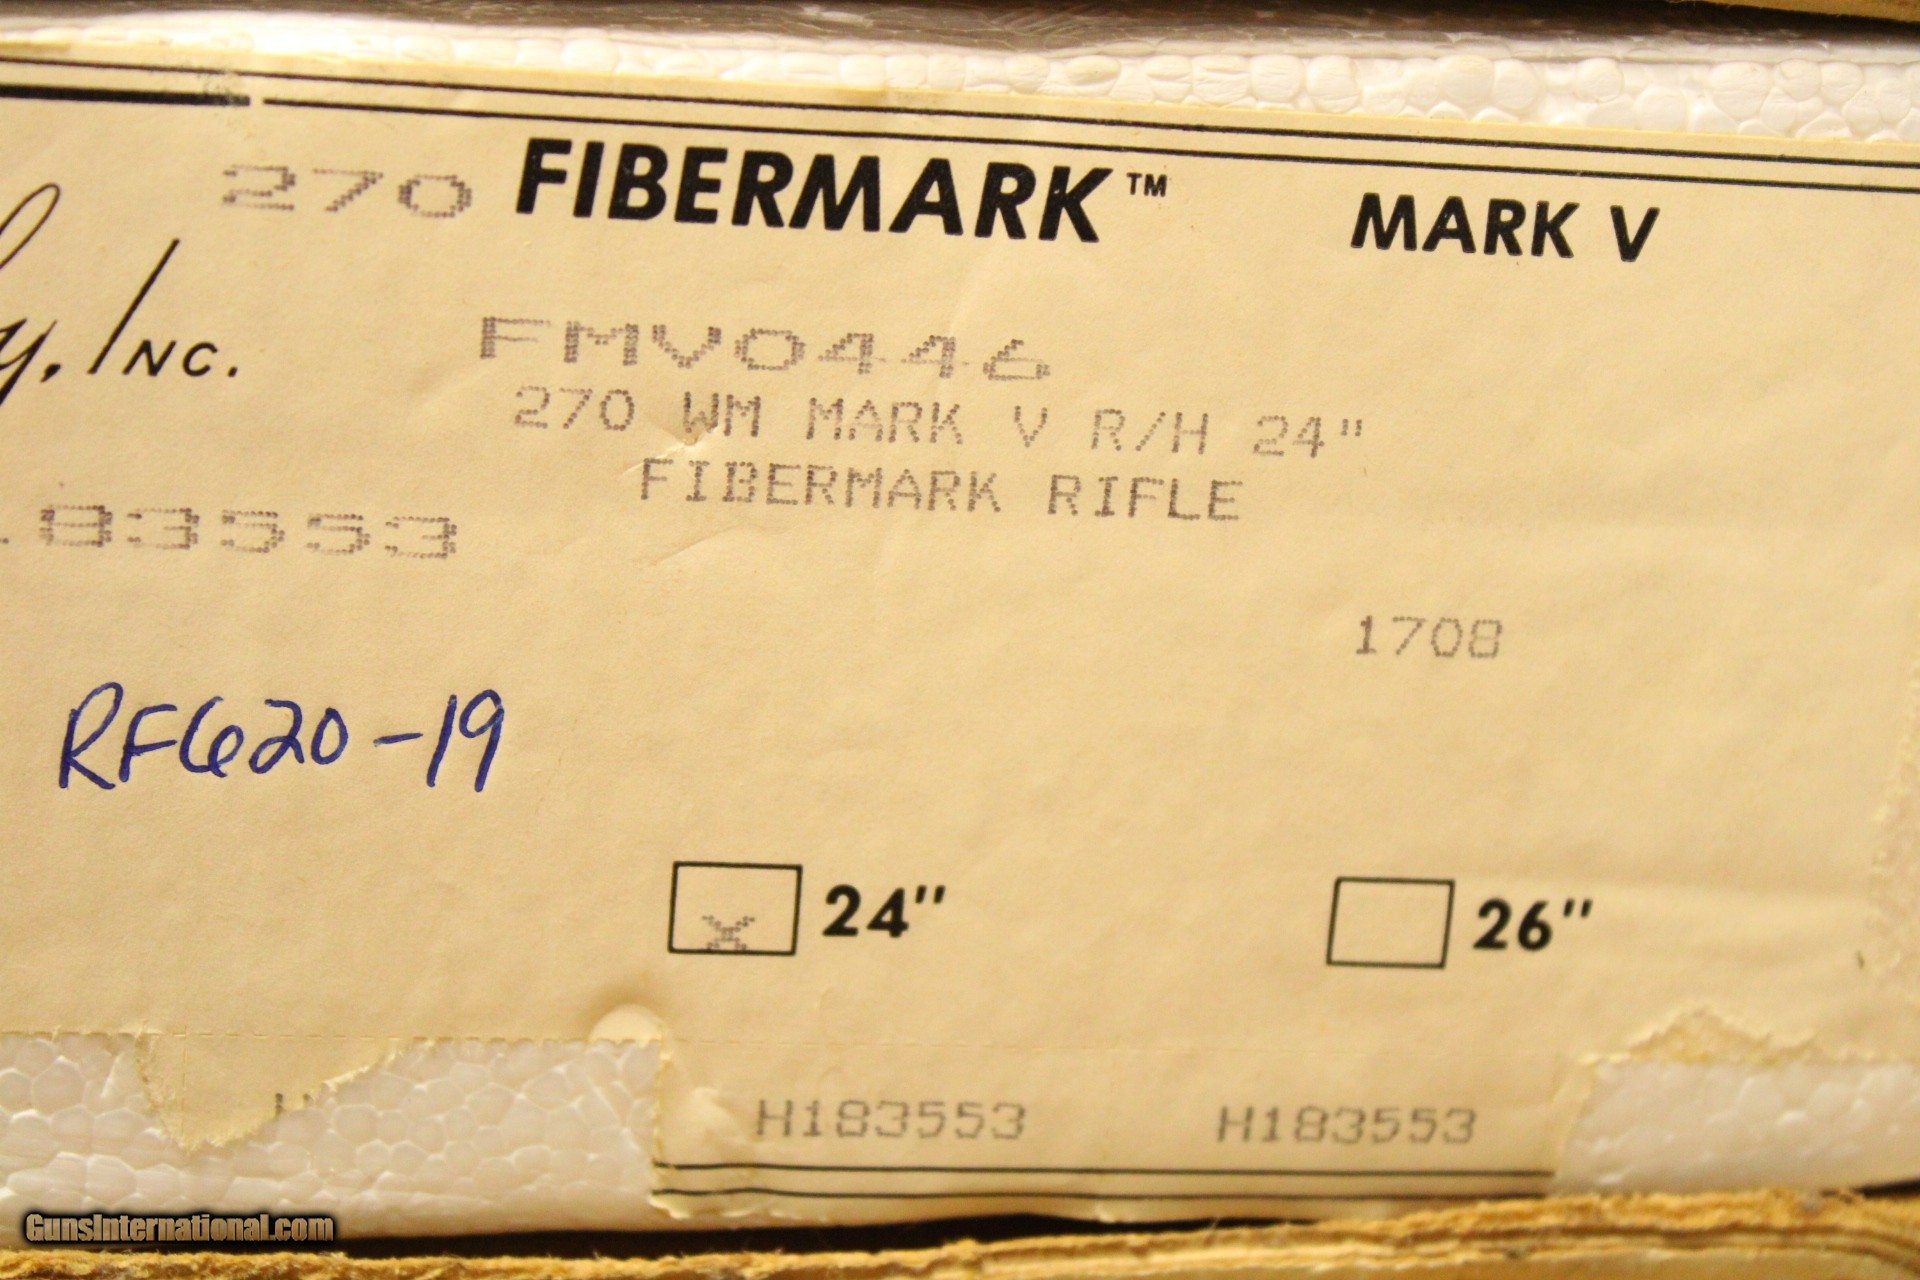 270 FIBERMARK™ MARK V
y, Inc.
FMV0446
270 WM MARK V R/H 24"
FIBERMARK RIFLE
183553
1708
RF620-19
X 24" 26"
H183553 H183553
GunsInternational.com